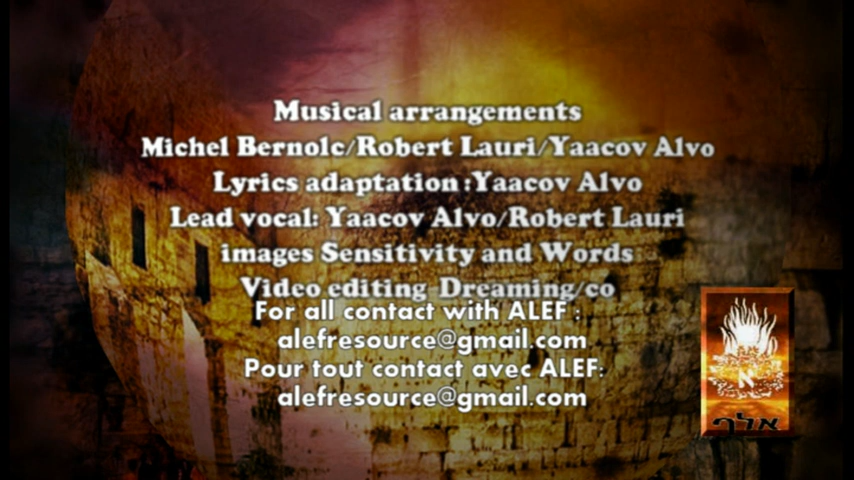 Musical arrangements
Michel Bernolc/Robert Lauri/Yaacov Alvo
Lyrics adaptation :Yaacov Alvo
Lead vocal: Yaacov Alvo/Robert Lauri
images Sensitivity and Words
Video editing Dreaming/co
For all contact with ALEF :
alefresource@gmail.com
Pour tout contact avec ALEF:
alefresource@gmail.com
א
אלף